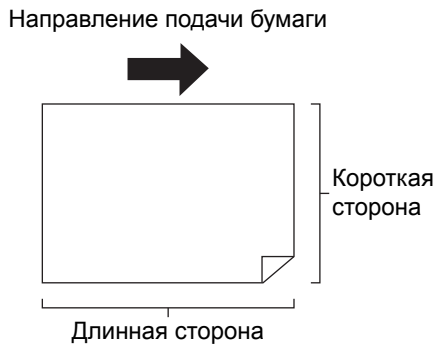 Направление подачи бумаги
Короткая
сторона
Длинная сторона